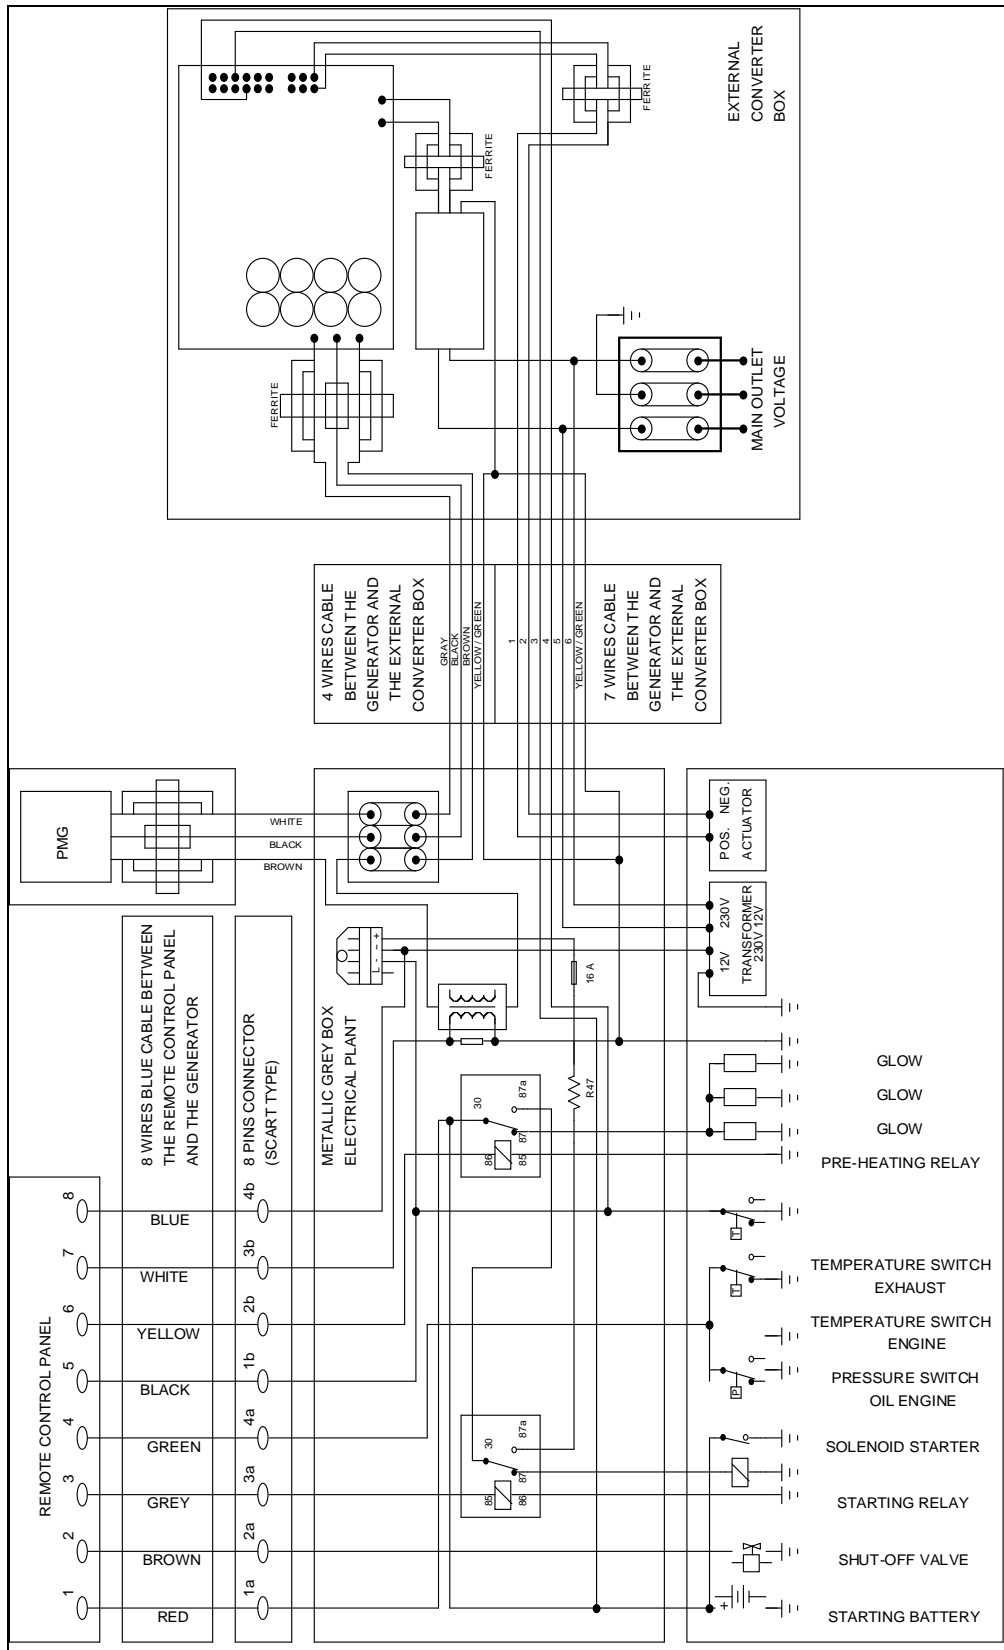 EXTERNAL
CONVERTER
BOX
FERRITE
FERRITE
FERRITE
MAIN OUTLET
VOLTAGE
4 WIRES CABLE
BETWEEN THE
GENERATOR AND
THE EXTERNAL
CONVERTER BOX
GRAY
BLACK
BROWN
YELLOW / GREEN
1
2
3
4
5
6
YELLOW / GREEN
7 WIRES CABLE
BETWEEN THE
GENERATOR AND
THE EXTERNAL
CONVERTER BOX
PMG
WHITE
BLACK
BROWN
POS. NEG.
ACTUATOR
12V 230V
TRANSFORMER
230V 12V
8 WIRES BLUE CABLE BETWEEN
THE REMOTE CONTROL PANEL
AND THE GENERATOR
8 PINS CONNECTOR
(SCART TYPE)
METALLIC GREY BOX
ELECTRICAL PLANT
L - ~ +
16 A
R47
30
87a
87
86
85
GLOW
GLOW
GLOW
PRE-HEATING RELAY
T
TEMPERATURE SWITCH
EXHAUST
T
TEMPERATURE SWITCH
ENGINE
P
PRESSURE SWITCH
OIL ENGINE
30
87a
87
85
86
SOLENOID STARTER
STARTING RELAY
SHUT-OFF VALVE
+
STARTING BATTERY
REMOTE CONTROL PANEL
8
BLUE
4b
7
WHITE
3b
6
YELLOW
2b
5
BLACK
1b
4
GREEN
4a
3
GREY
3a
2
BROWN
2a
1
RED
1a